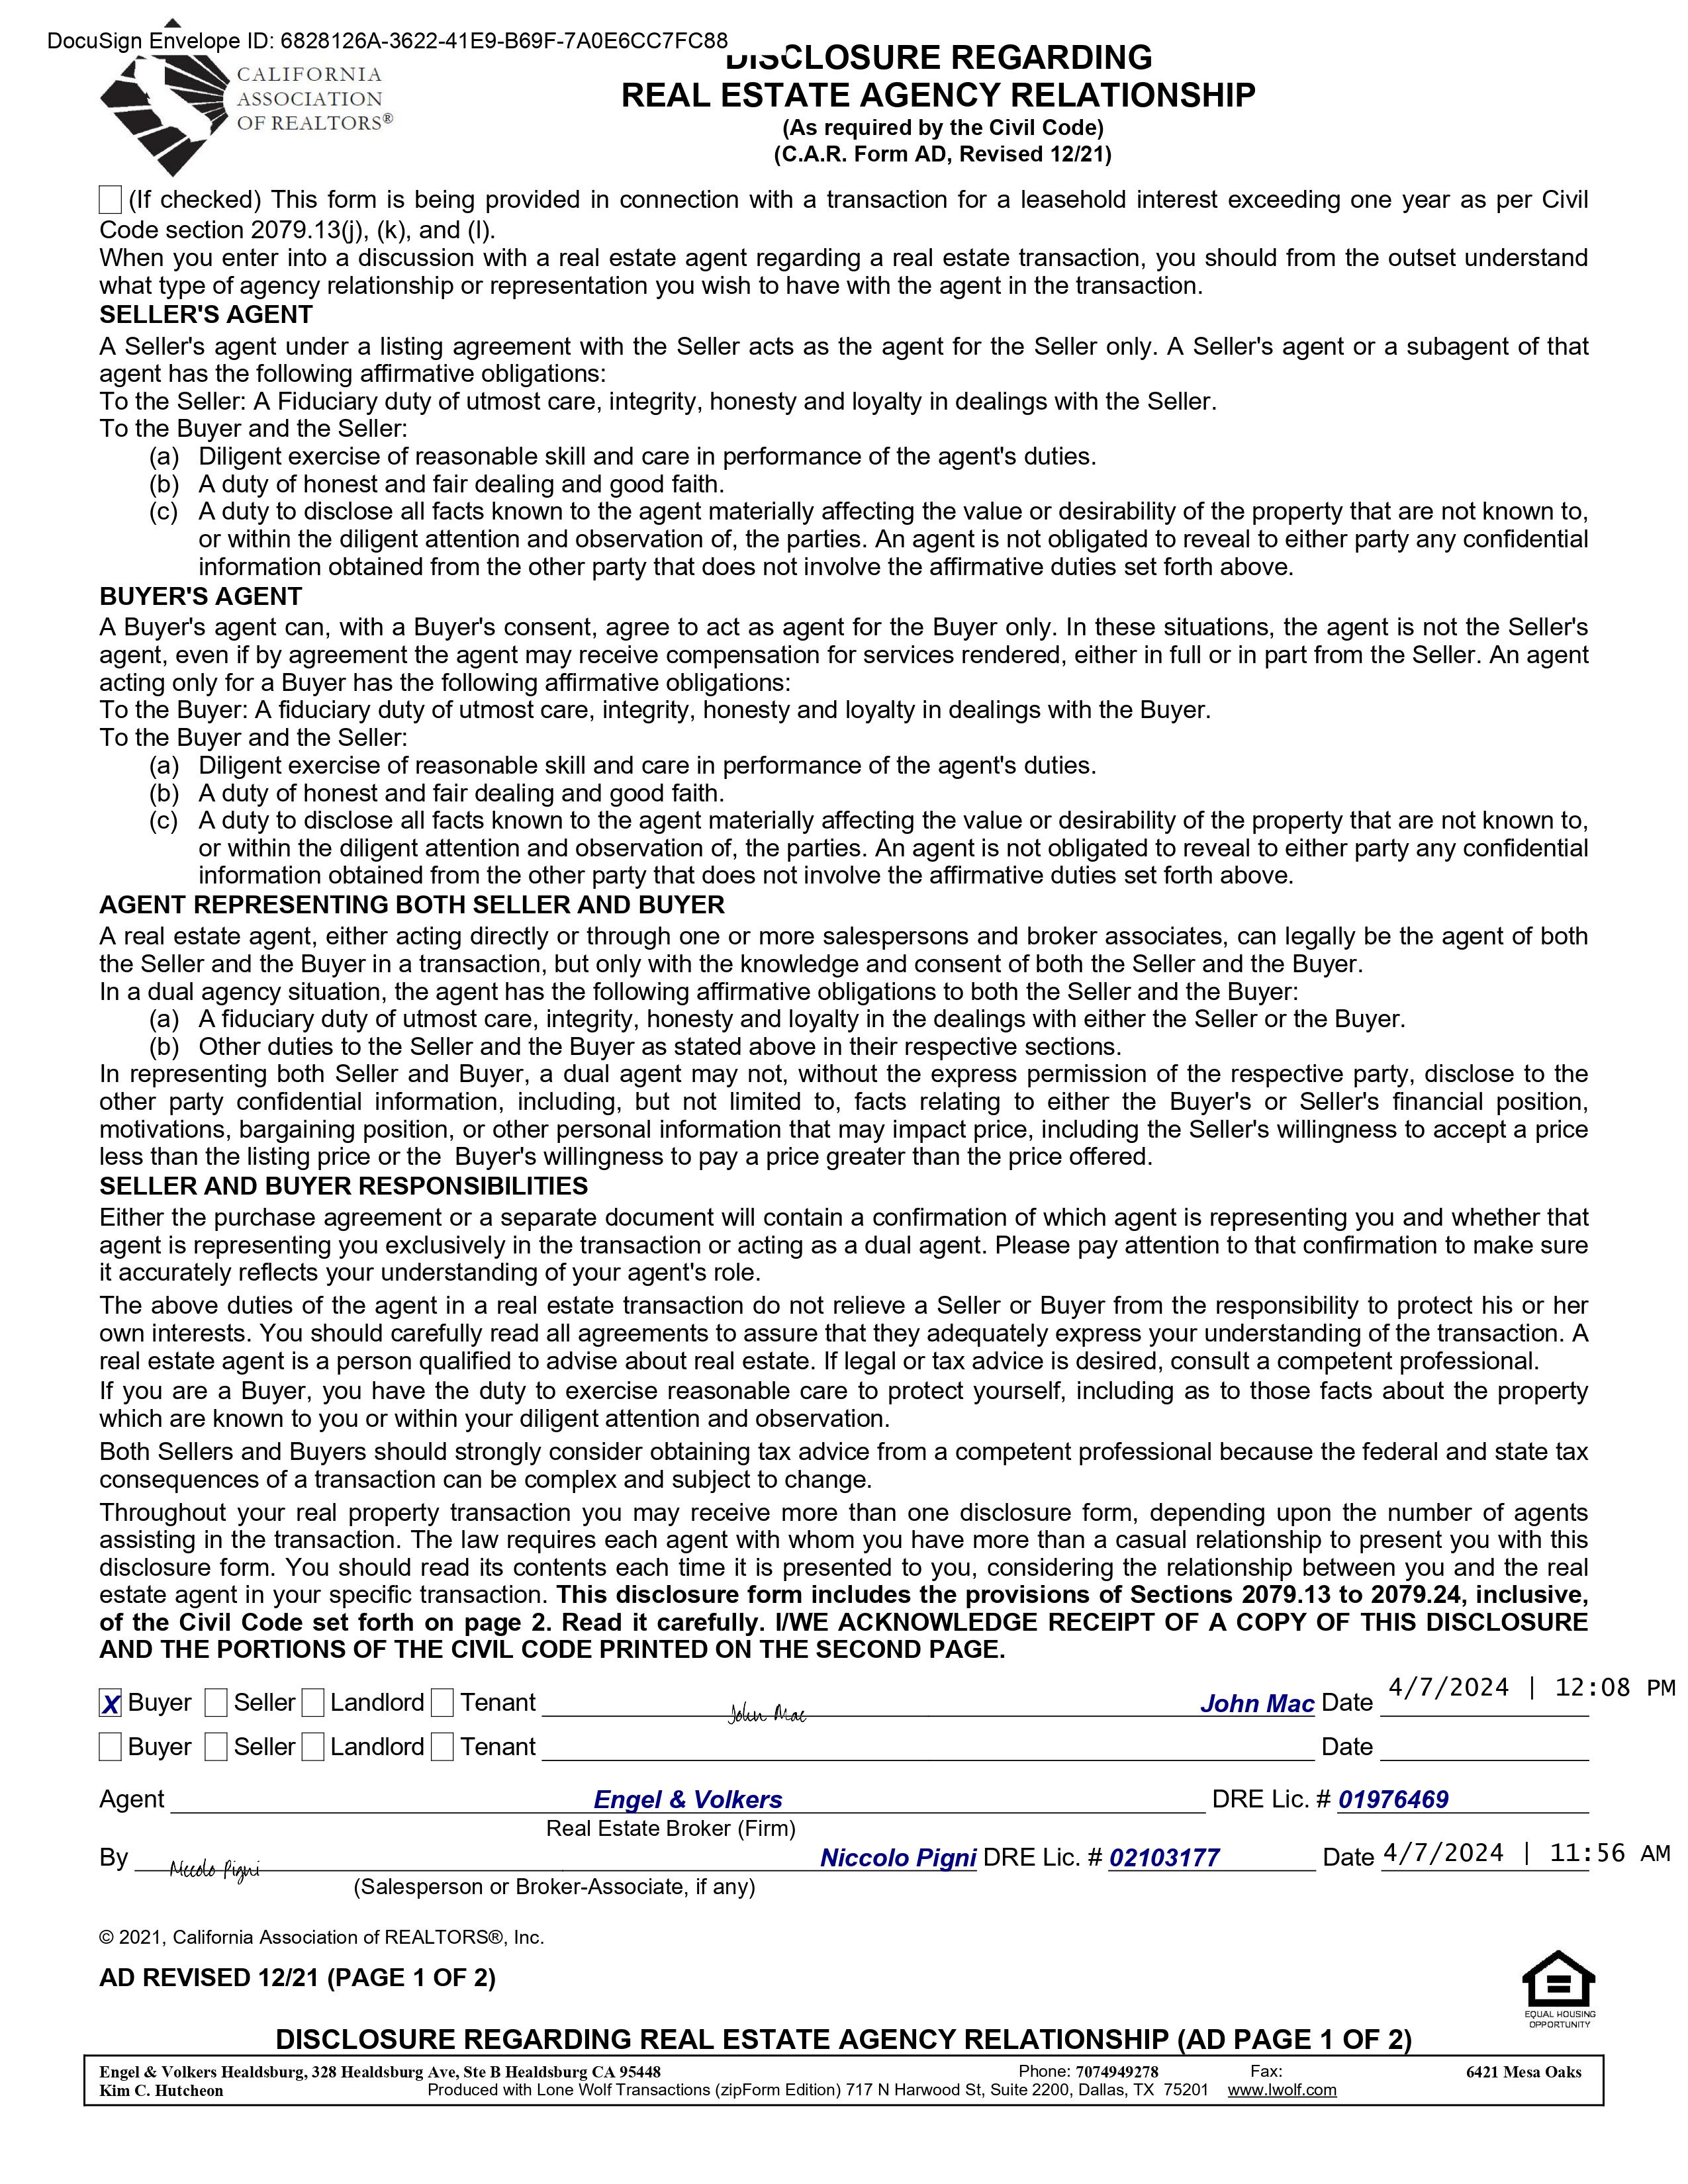 DocuSign Envelope ID: 6828126A-3622-41E9-B69F-7A0E6CC7FC88
DISCLOSURE REGARDING
REAL ESTATE AGENCY RELATIONSHIP
(As required by the Civil Code)
(C.A.R. Form AD, Revised 12/21)
CALIFORNIA
ASSOCIATION
OF REALTORS®
(If checked) This form is being provided in connection with a transaction for a leasehold interest exceeding one year as per Civil
Code section 2079.13(j), (k), and (l).
When you enter into a discussion with a real estate agent regarding a real estate transaction, you should from the outset understand
what type of agency relationship or representation you wish to have with the agent in the transaction.
SELLER'S AGENT
A Seller's agent under a listing agreement with the Seller acts as the agent for the Seller only. A Seller's agent or a subagent of that
agent has the following affirmative obligations:
To the Seller: A Fiduciary duty of utmost care, integrity, honesty and loyalty in dealings with the Seller.
To the Buyer and the Seller:
(a) Diligent exercise of reasonable skill and care in performance of the agent's duties.
(b) A duty of honest and fair dealing and good faith.
(c) A duty to disclose all facts known to the agent materially affecting the value or desirability of the property that are not known to,
or within the diligent attention and observation of, the parties. An agent is not obligated to reveal to either party any confidential
information obtained from the other party that does not involve the affirmative duties set forth above.
BUYER'S AGENT
A Buyer's agent can, with a Buyer's consent, agree to act as agent for the Buyer only. In these situations, the agent is not the Seller's
agent, even if by agreement the agent may receive compensation for services rendered, either in full or in part from the Seller. An agent
acting only for a Buyer has the following affirmative obligations:
To the Buyer: A fiduciary duty of utmost care, integrity, honesty and loyalty in dealings with the Buyer.
To the Buyer and the Seller:
(a) Diligent exercise of reasonable skill and care in performance of the agent's duties.
(b) A duty of honest and fair dealing and good faith.
(c) A duty to disclose all facts known to the agent materially affecting the value or desirability of the property that are not known to,
or within the diligent attention and observation of, the parties. An agent is not obligated to reveal to either party any confidential
information obtained from the other party that does not involve the affirmative duties set forth above.
AGENT REPRESENTING BOTH SELLER AND BUYER
A real estate agent, either acting directly or through one or more salespersons and broker associates, can legally be the agent of both
the Seller and the Buyer in a transaction, but only with the knowledge and consent of both the Seller and the Buyer.
In a dual agency situation, the agent has the following affirmative obligations to both the Seller and the Buyer:
(a) A fiduciary duty of utmost care, integrity, honesty and loyalty in the dealings with either the Seller or the Buyer.
(b) Other duties to the Seller and the Buyer as stated above in their respective sections.
In representing both Seller and Buyer, a dual agent may not, without the express permission of the respective party, disclose to the
other party confidential information, including, but not limited to, facts relating to either the Buyer's or Seller's financial position,
motivations, bargaining position, or other personal information that may impact price, including the Seller's willingness to accept a price
less than the listing price or the Buyer's willingness to pay a price greater than the price offered.
SELLER AND BUYER RESPONSIBILITIES
Either the purchase agreement or a separate document will contain a confirmation of which agent is representing you and whether that
agent is representing you exclusively in the transaction or acting as a dual agent. Please pay attention to that confirmation to make sure
it accurately reflects your understanding of your agent's role.
The above duties of the agent in a real estate transaction do not relieve a Seller or Buyer from the responsibility to protect his or her
own interests. You should carefully read all agreements to assure that they adequately express your understanding of the transaction. A
real estate agent is a person qualified to advise about real estate. If legal or tax advice is desired, consult a competent professional.
If you are a Buyer, you have the duty to exercise reasonable care to protect yourself, including as to those facts about the property
which are known to you or within your diligent attention and observation.
Both Sellers and Buyers should strongly consider obtaining tax advice from a competent professional because the federal and state tax
consequences of a transaction can be complex and subject to change.
Throughout your real property transaction you may receive more than one disclosure form, depending upon the number of agents
assisting in the transaction. The law requires each agent with whom you have more than a casual relationship to present you with this
disclosure form. You should read its contents each time it is presented to you, considering the relationship between you and the real
estate agent in your specific transaction. This disclosure form includes the provisions of Sections 2079.13 to 2079.24, inclusive,
of the Civil Code set forth on page 2. Read it carefully. I/WE ACKNOWLEDGE RECEIPT OF A COPY OF THIS DISCLOSURE
AND THE PORTIONS OF THE CIVIL CODE PRINTED ON THE SECOND PAGE.
X Buyer Seller Landlord Tenant John Mac John Mac Date 4/7/2024 | 12:08 PM
Buyer Seller Landlord Tenant Date
Agent Engel & Volkers DRE Lic. # 01976469
Real Estate Broker (Firm)
By Niccolo Pigni Niccolo Pigni DRE Lic. # 02103177 Date 4/7/2024 | 11:56 AM
(Salesperson or Broker-Associate, if any)
© 2021, California Association of REALTORS®, Inc.
AD REVISED 12/21 (PAGE 1 OF 2)
EQUAL HOUSING
OPPORTUNITY
DISCLOSURE REGARDING REAL ESTATE AGENCY RELATIONSHIP (AD PAGE 1 OF 2)
Engel & Volkers Healdsburg, 328 Healdsburg Ave, Ste B Healdsburg CA 95448 Phone: 7074949278 Fax: 6421 Mesa Oaks
Kim C. Hutcheon Produced with Lone Wolf Transactions (zipForm Edition) 717 N Harwood St, Suite 2200, Dallas, TX 75201 www.lwolf.com